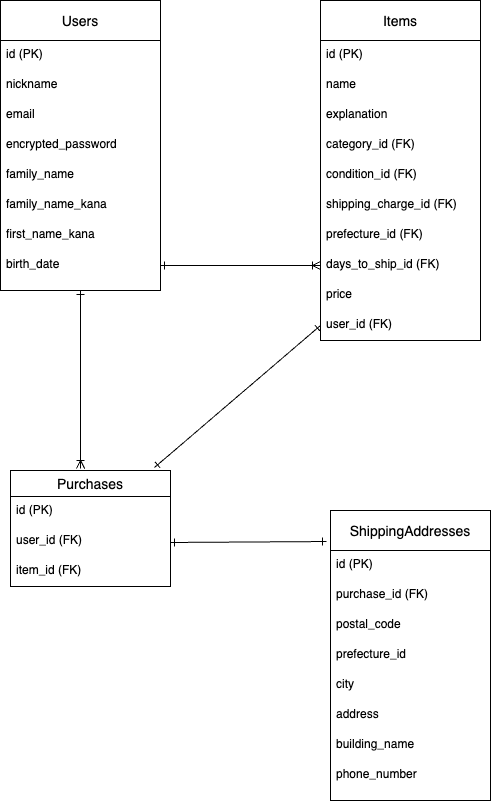 Users
id (PK)
nickname
email
encrypted_password
family_name
family_name_kana
first_name_kana
birth_date
Items
id (PK)
name
explanation
category_id (FK)
condition_id (FK)
shipping_charge_id (FK)
prefecture_id (FK)
days_to_ship_id (FK)
price
user_id (FK)
Purchases
id (PK)
user_id (FK)
item_id (FK)
ShippingAddresses
id (PK)
purchase_id (FK)
postal_code
prefecture_id
city
address
building_name
phone_number